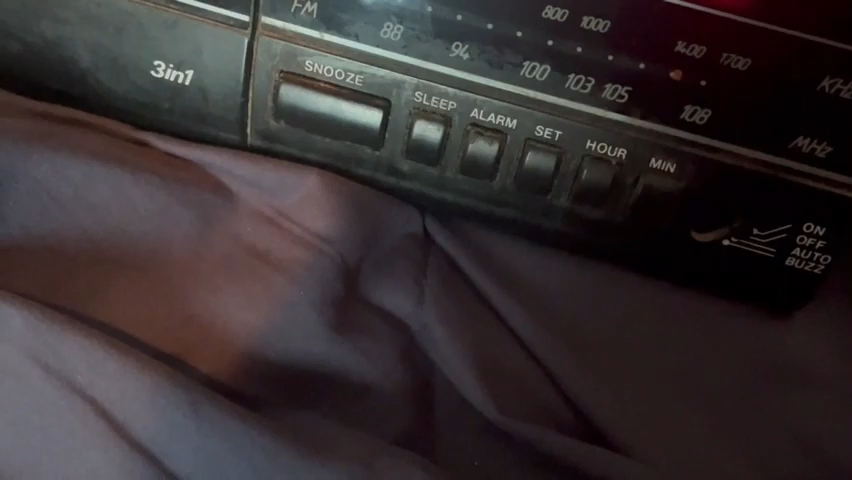 FM
800 1000 1400 1700 KHz
88 94 100 103 105 108 MHz
3in1
SNOOZE
SLEEP
ALARM
SET
HOUR
MIN
ON
OFF
AUTO
BUZZ